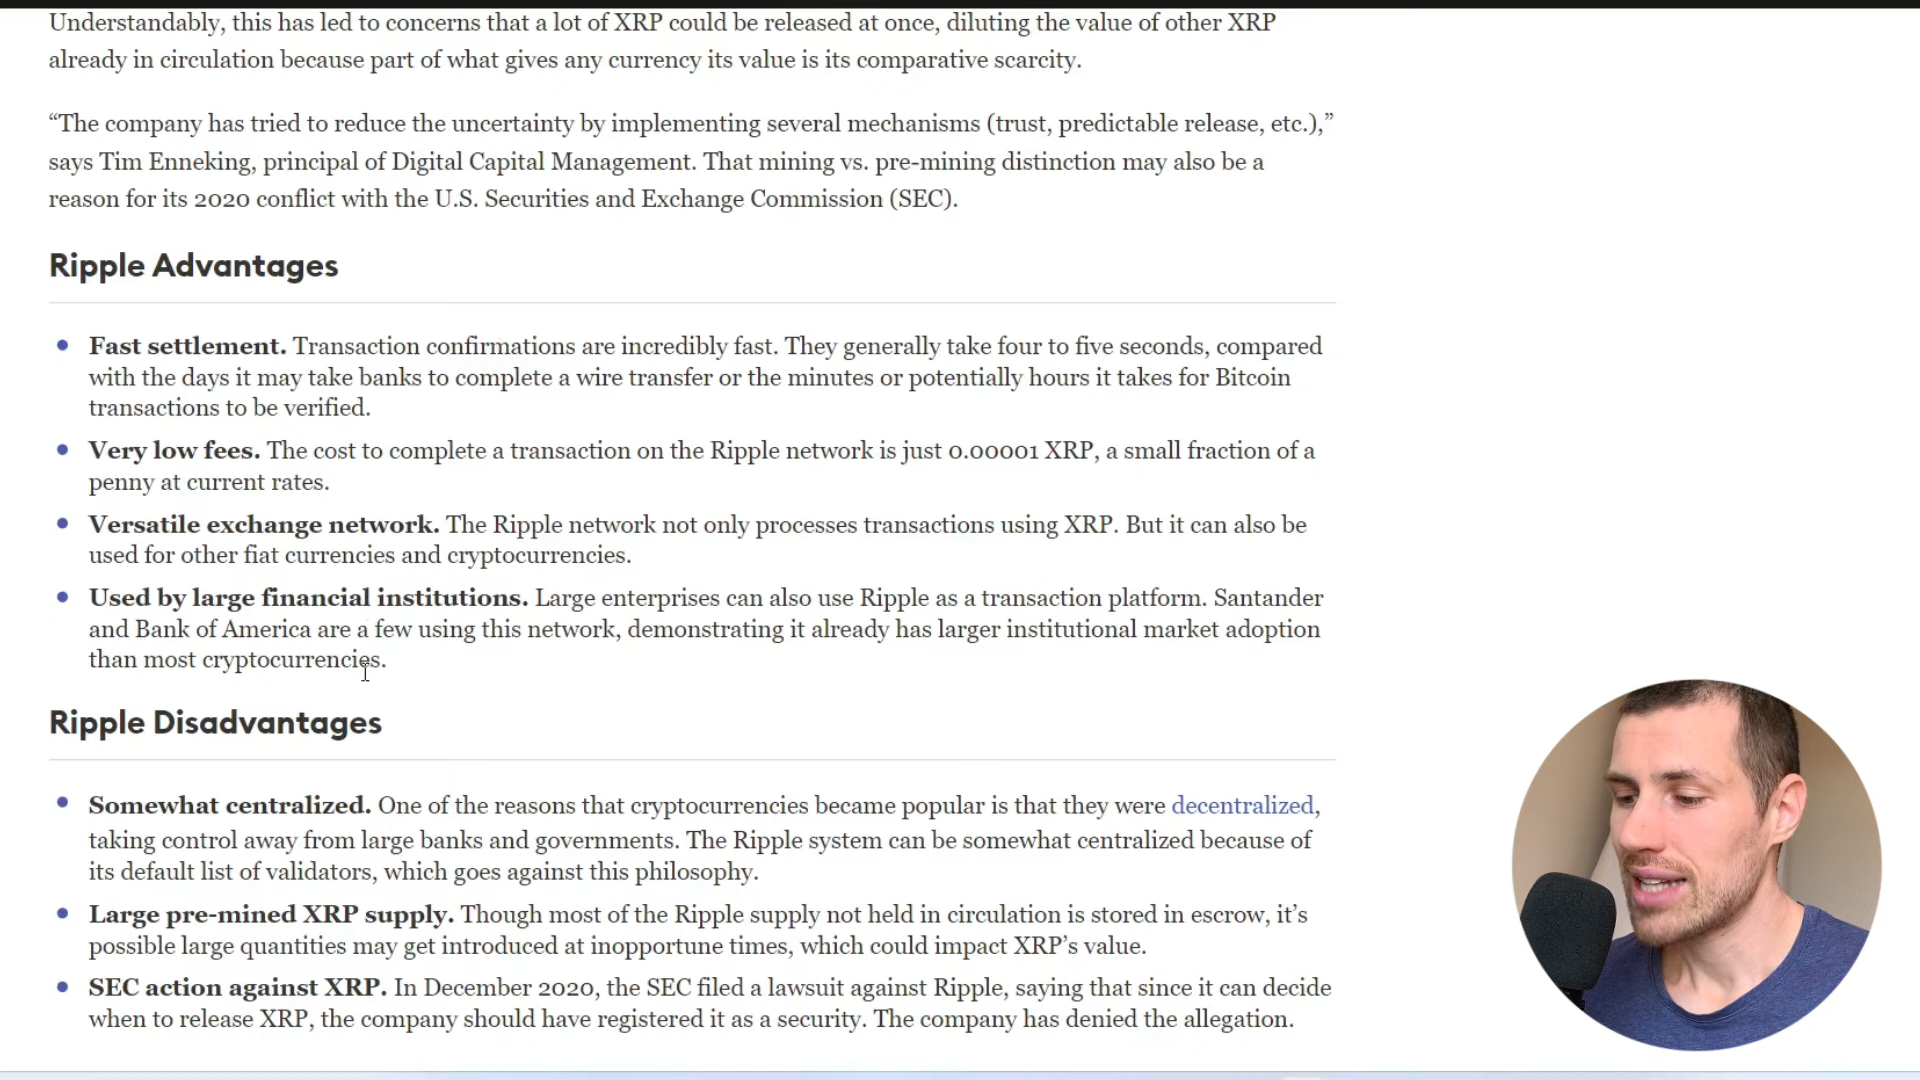 Understandably, this has led to concerns that a lot of XRP could be released at once, diluting the value of other XRP
already in circulation because part of what gives any currency its value is its comparative scarcity.
“The company has tried to reduce the uncertainty by implementing several mechanisms (trust, predictable release, etc.),”
says Tim Enneking, principal of Digital Capital Management. That mining vs. pre-mining distinction may also be a
reason for its 2020 conflict with the U.S. Securities and Exchange Commission (SEC).
Ripple Advantages
Fast settlement. Transaction confirmations are incredibly fast. They generally take four to five seconds, compared
with the days it may take banks to complete a wire transfer or the minutes or potentially hours it takes for Bitcoin
transactions to be verified.
Very low fees. The cost to complete a transaction on the Ripple network is just 0.00001 XRP, a small fraction of a
penny at current rates.
Versatile exchange network. The Ripple network not only processes transactions using XRP. But it can also be
used for other fiat currencies and cryptocurrencies.
Used by large financial institutions. Large enterprises can also use Ripple as a transaction platform. Santander
and Bank of America are a few using this network, demonstrating it already has larger institutional market adoption
than most cryptocurrencies.
Ripple Disadvantages
Somewhat centralized. One of the reasons that cryptocurrencies became popular is that they were decentralized,
taking control away from large banks and governments. The Ripple system can be somewhat centralized because of
its default list of validators, which goes against this philosophy.
Large pre-mined XRP supply. Though most of the Ripple supply not held in circulation is stored in escrow, it’s
possible large quantities may get introduced at inopportune times, which could impact XRP’s value.
SEC action against XRP. In December 2020, the SEC filed a lawsuit against Ripple, saying that since it can decide
when to release XRP, the company should have registered it as a security. The company has denied the allegation.